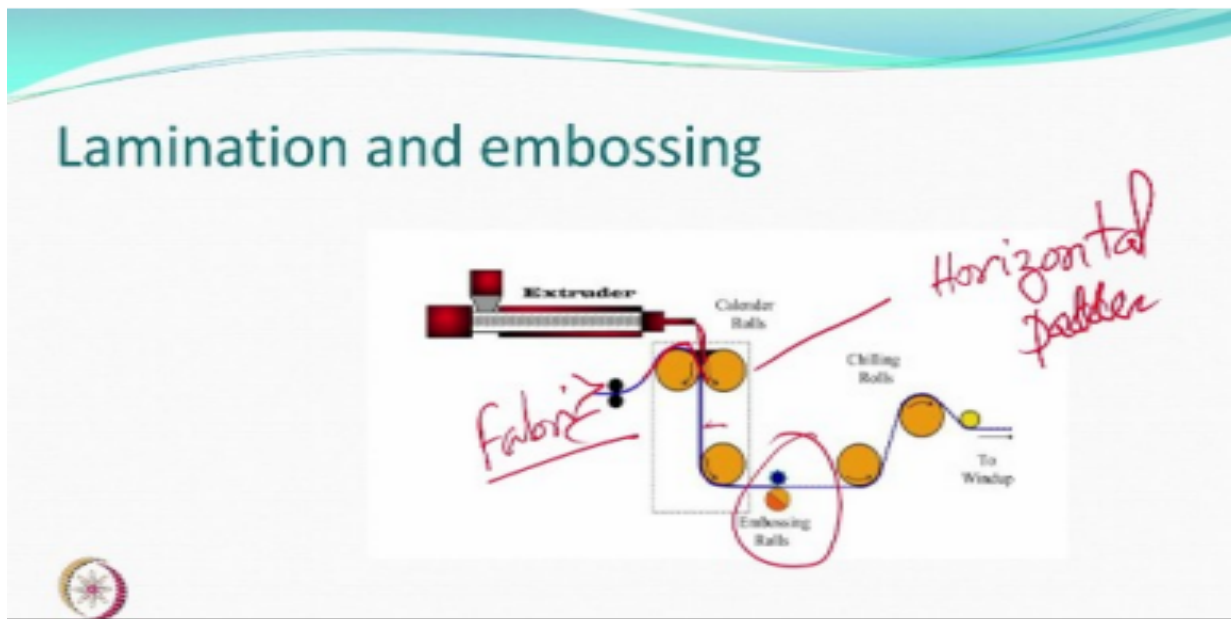 Lamination and embossing
Extruder
Calender
Rolls
Horizontal
padder
Chilling
Rolls
Fabric
To
Windup
Embossing
Rolls